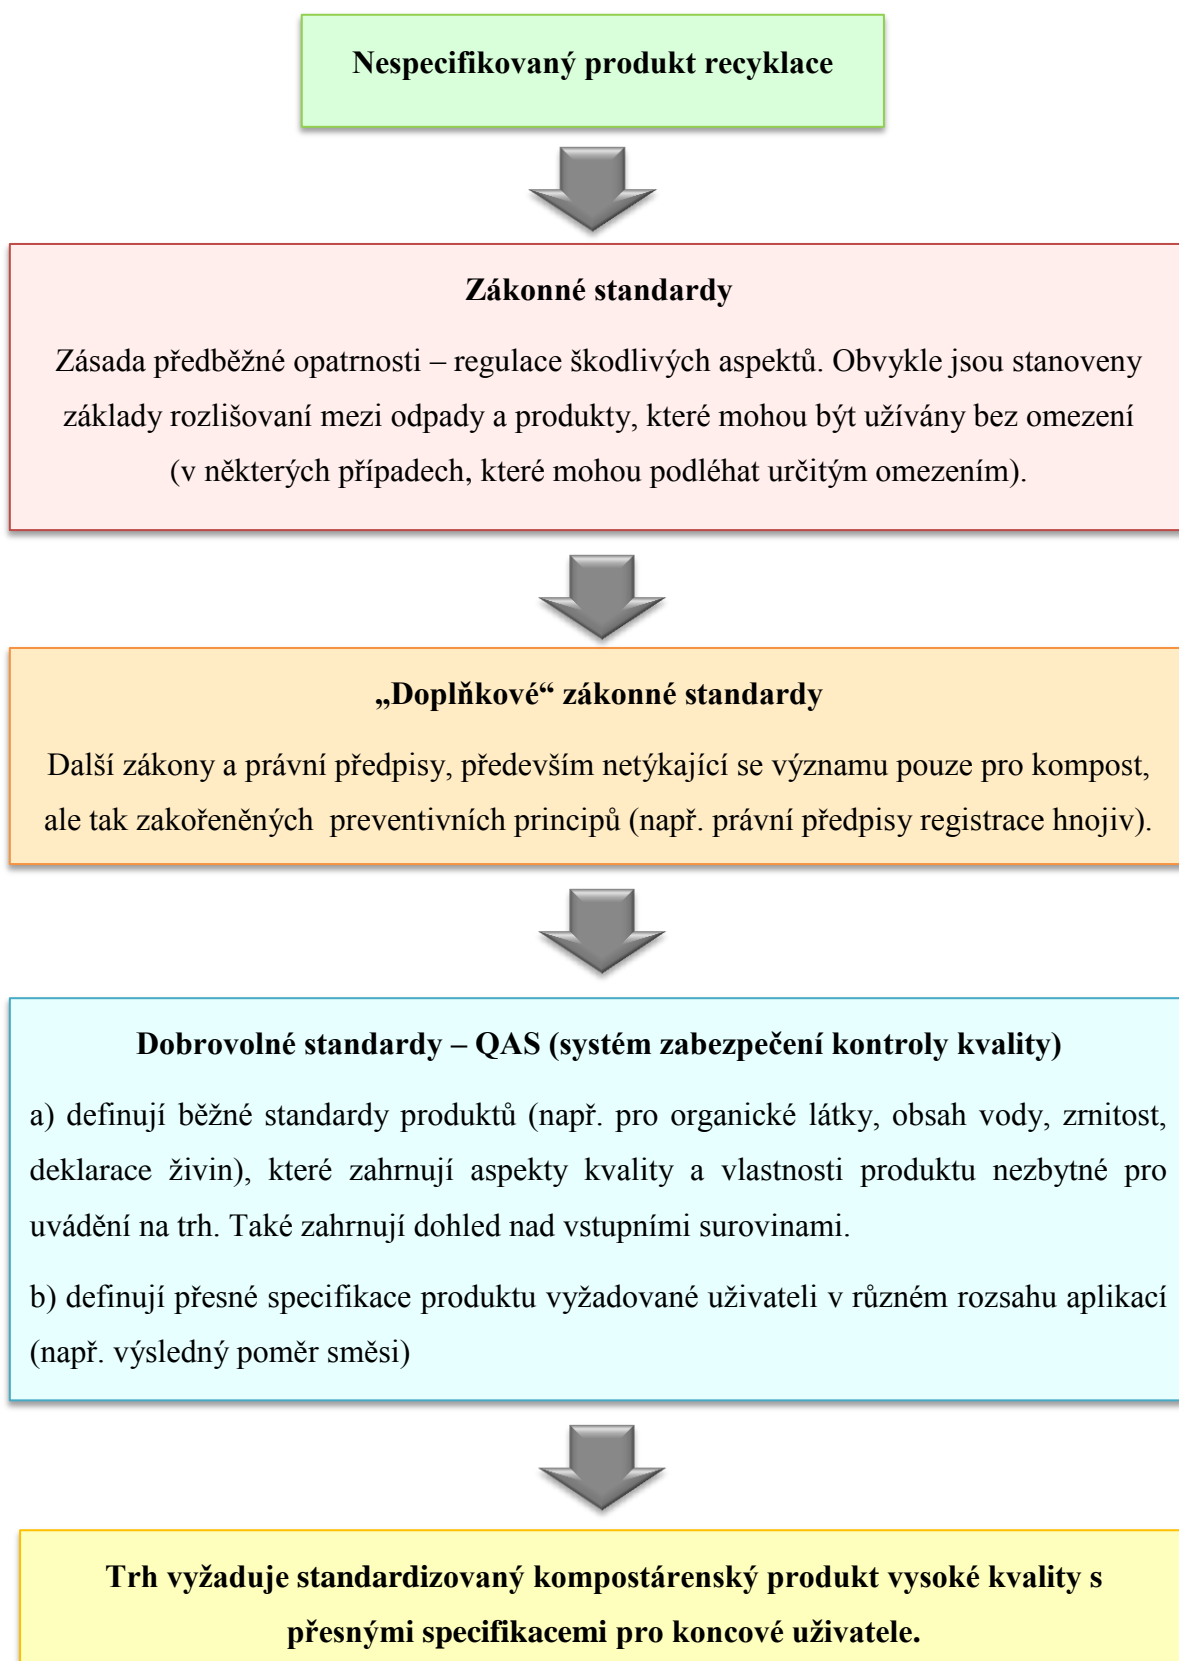 Nespecifikovaný produkt recyklace
Zákonné standardy
Zásada předběžné opatrnosti – regulace škodlivých aspektů. Obvykle jsou stanoveny
základy rozlišovaní mezi odpady a produkty, které mohou být užívány bez omezení
(v některých případech, které mohou podléhat určitým omezením).
„Doplňkové“ zákonné standardy
Další zákony a právní předpisy, především netýkající se významu pouze pro kompost,
ale tak zakořeněných preventivních principů (např. právní předpisy registrace hnojiv).
Dobrovolné standardy – QAS (systém zabezpečení kontroly kvality)
a) definují běžné standardy produktů (např. pro organické látky, obsah vody, zrnitost,
deklarace živin), které zahrnují aspekty kvality a vlastnosti produktu nezbytné pro
uvádění na trh. Také zahrnují dohled nad vstupními surovinami.
b) definují přesné specifikace produktu vyžadované uživateli v různém rozsahu aplikací
(např. výsledný poměr směsi)
Trh vyžaduje standardizovaný kompostárenský produkt vysoké kvality s
přesnými specifikacemi pro koncové uživatele.